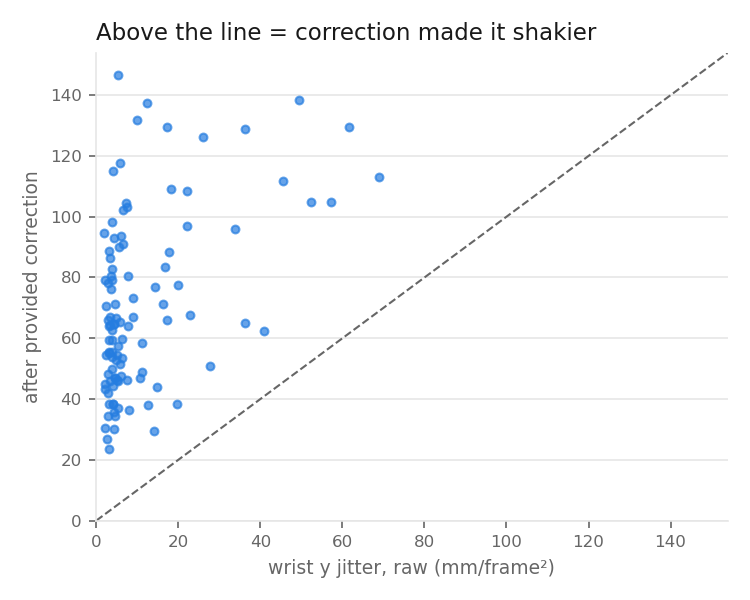 Above the line = correction made it shakier
after provided correction
140
120
100
80
60
40
20
0
0 20 40 60 80 100 120 140
wrist y jitter, raw (mm/frame²)